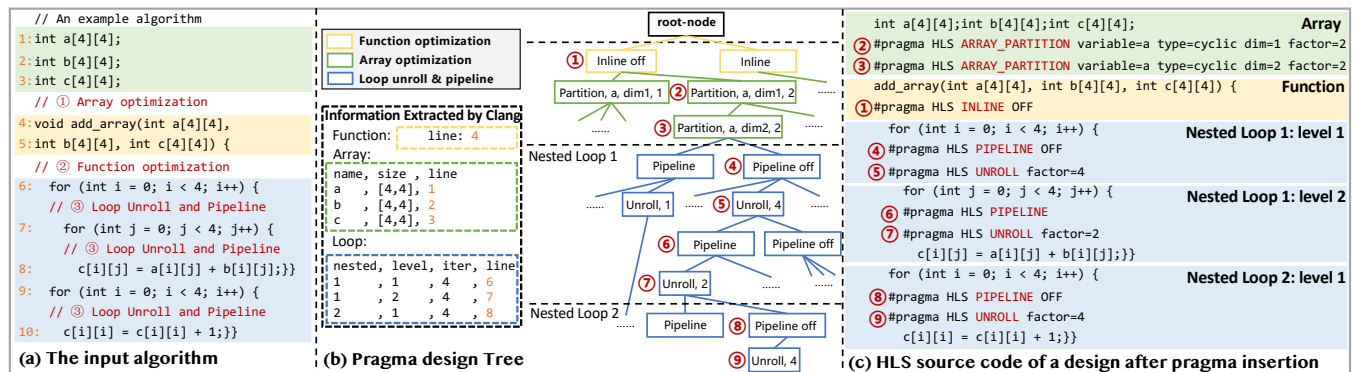 // An example algorithm
1: int a[4][4];
2: int b[4][4];
3: int c[4][4];
// ① Array optimization
4: void add_array(int a[4][4],
5: int b[4][4], int c[4][4]) {
// ② Function optimization
6: for (int i = 0; i < 4; i++) {
// ③ Loop Unroll and Pipeline
7: for (int j = 0; j < 4; j++) {
// ③ Loop Unroll and Pipeline
8: c[i][j] = a[i][j] + b[i][j];}}
9: for (int i = 0; i < 4; i++) {
// ③ Loop Unroll and Pipeline
10: c[i][i] = c[i][i] + 1;}}
(a) The input algorithm
Function optimization
Array optimization
Loop unroll & pipeline
Information Extracted by Clang
Function: line: 4
Array:
name, size , line
a , [4,4], 1
b , [4,4], 2
c , [4,4], 3
Loop:
nested, level, iter, line
1 , 1 , 4 , 6
1 , 2 , 4 , 7
2 , 1 , 4 , 8
root-node
① Inline off Inline
Partition, a, dim1, 1 ② Partition, a, dim1, 2 ......
...... ③ Partition, a, dim2, 2 ......
Nested Loop 1
Pipeline ④ Pipeline off
...... Unroll, 1 ...... ⑤ Unroll, 4 ......
⑥ Pipeline Pipeline off
⑦ Unroll, 2 ...... ......
Nested Loop 2
...... Pipeline ⑧ Pipeline off
⑨ Unroll, 4
(b) Pragma design Tree
int a[4][4];int b[4][4];int c[4][4]; Array
② #pragma HLS ARRAY_PARTITION variable=a type=cyclic dim=1 factor=2
③ #pragma HLS ARRAY_PARTITION variable=a type=cyclic dim=2 factor=2
add_array(int a[4][4], int b[4][4], int c[4][4]) { Function
① #pragma HLS INLINE OFF
for (int i = 0; i < 4; i++) { Nested Loop 1: level 1
④ #pragma HLS PIPELINE OFF
⑤ #pragma HLS UNROLL factor=4
for (int j = 0; j < 4; j++) { Nested Loop 1: level 2
⑥ #pragma HLS PIPELINE
⑦ #pragma HLS UNROLL factor=2
c[i][j] = a[i][j] + b[i][j];}}
for (int i = 0; i < 4; i++) { Nested Loop 2: level 1
⑧ #pragma HLS PIPELINE OFF
⑨ #pragma HLS UNROLL factor=4
c[i][i] = c[i][i] + 1;}}
(c) HLS source code of a design after pragma insertion